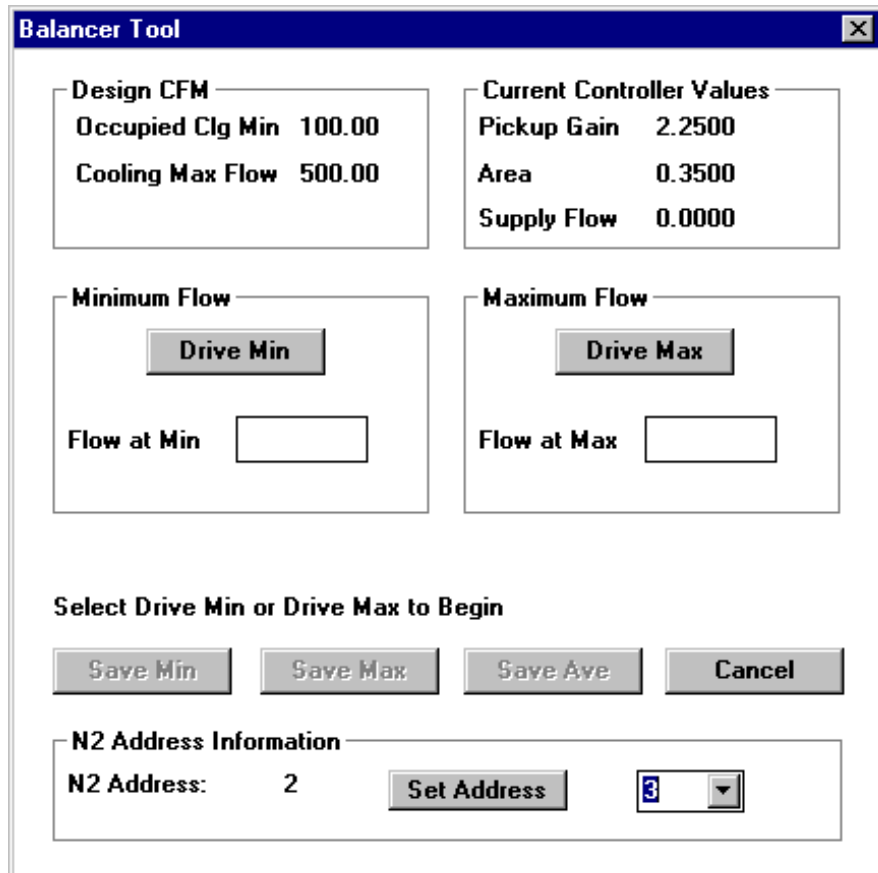 Balancer Tool
Design CFM
Occupied Clg Min 100.00
Cooling Max Flow 500.00
Current Controller Values
Pickup Gain 2.2500
Area 0.3500
Supply Flow 0.0000
Minimum Flow
Drive Min
Flow at Min
Maximum Flow
Drive Max
Flow at Max
Select Drive Min or Drive Max to Begin
Save Min Save Max Save Ave Cancel
N2 Address Information
N2 Address: 2 Set Address 3